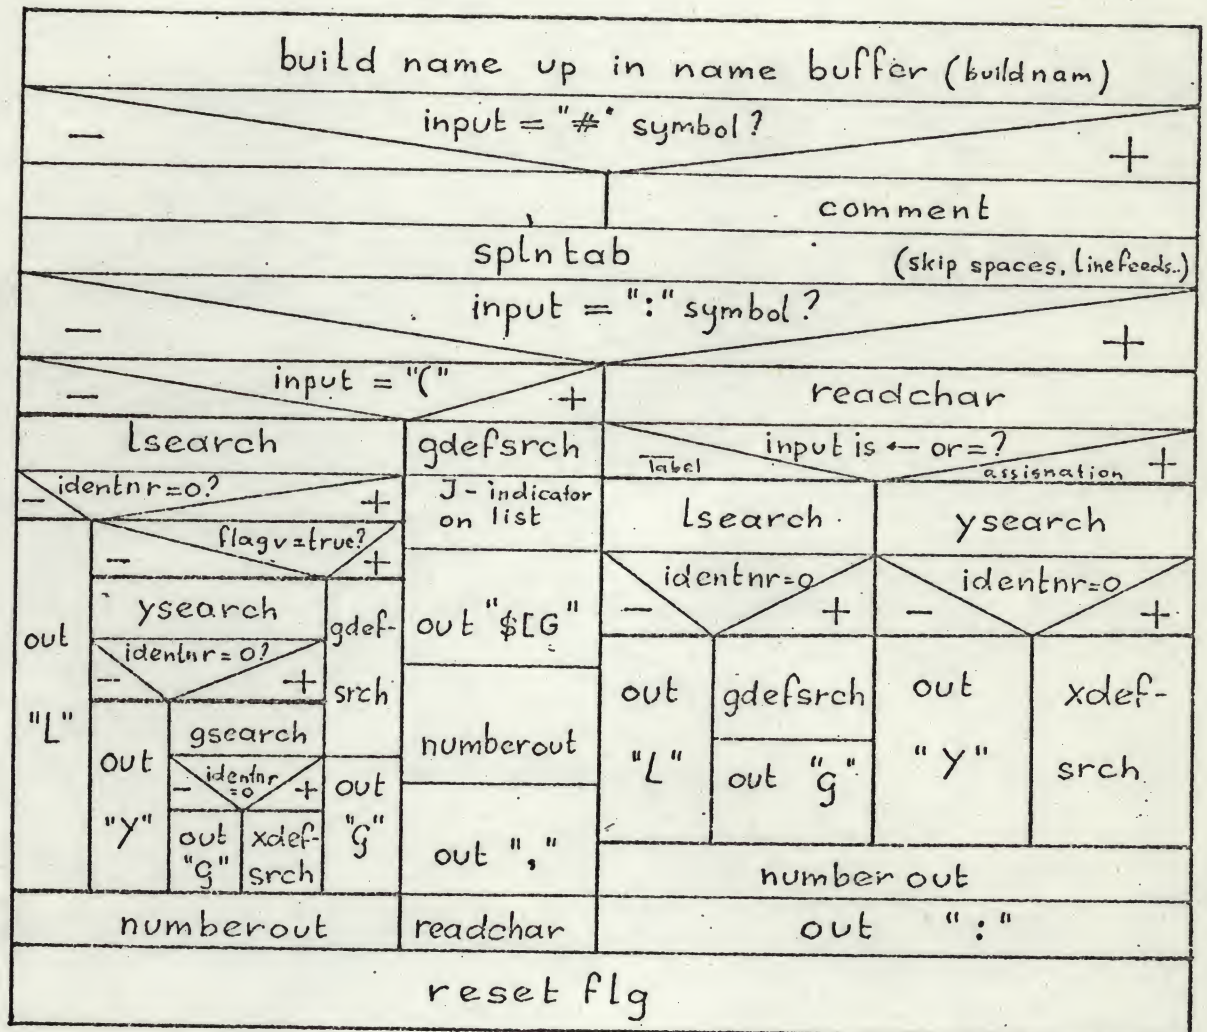 build name up in name buffer (buildnam)
input = "#" symbol?
— +
comment
splntab (skip spaces, linefeeds..)
input = ":" symbol?
— +
input = "("
— +
readchar
lsearch
gdefsrch
input is ← or =?
— label
assignation +
identnr=0?
— +
J-indicator
on list
lsearch
ysearch
flagv=true?
— +
identnr=0
— +
identnr=0
— +
out
"L"
ysearch
gdef-
srch
out "$[G"
identnr=0?
— +
out
"L"
gdefsrch
out "G"
out
"Y"
xdef-
srch
out
"Y"
gsearch
identnr
=0
— +
out
"G"
numberout
out
"G"
xdef-
srch
out ","
number out
numberout
readchar
out ":"
reset flg